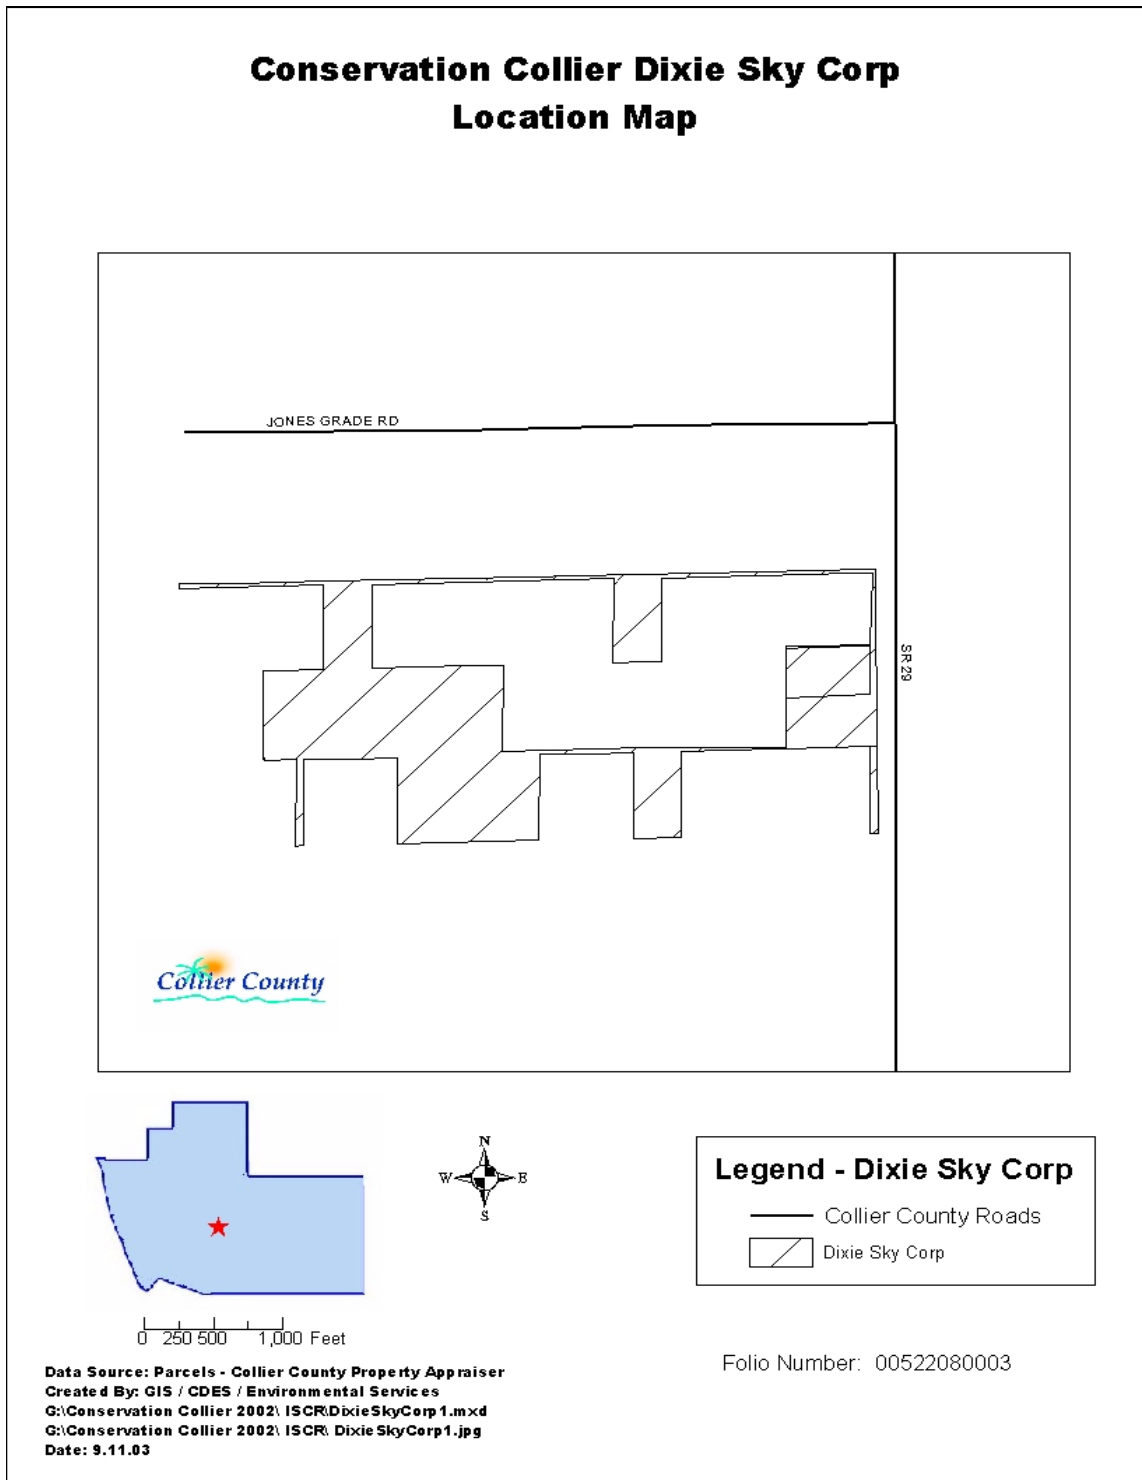 Conservation Collier Dixie Sky Corp
Location Map
JONES GRADE RD
SR 29
Collier County
N
W E
S
Legend - Dixie Sky Corp
Collier County Roads
Dixie Sky Corp
0 250 500 1,000 Feet
Folio Number: 00522080003
Data Source: Parcels - Collier County Property Appraiser
Created By: GIS / CDES / Environmental Services
G:\Conservation Collier 2002\ ISCR\DixieSkyCorp1.mxd
G:\Conservation Collier 2002\ ISCR\ DixieSkyCorp1.jpg
Date: 9.11.03